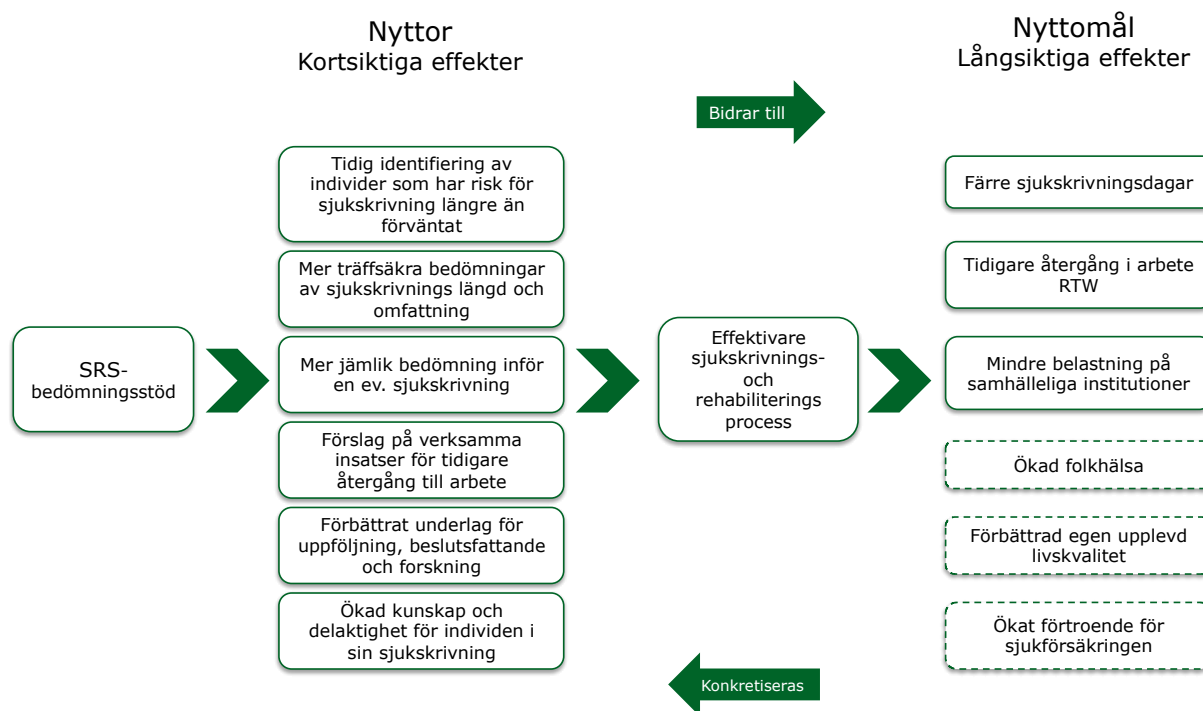 Nyttor
Kortsiktiga effekter
Nyttomål
Långsiktiga effekter
Bidrar till
SRS-
bedömningsstöd
Tidig identifiering av
individer som har risk för
sjukskrivning längre än
förväntat
Mer träffsäkra bedömningar
av sjukskrivnings längd och
omfattning
Mer jämlik bedömning inför
en ev. sjukskrivning
Förslag på verksamma
insatser för tidigare
återgång till arbete
Förbättrat underlag för
uppföljning, beslutsfattande
och forskning
Ökad kunskap och
delaktighet för individen i
sin sjukskrivning
Effektivare
sjukskrivnings-
och
rehabiliterings
process
Färre sjukskrivningsdagar
Tidigare återgång i arbete
RTW
Mindre belastning på
samhälleliga institutioner
Ökad folkhälsa
Förbättrad egen upplevd
livskvalitet
Ökat förtroende för
sjukförsäkringen
Konkretiseras